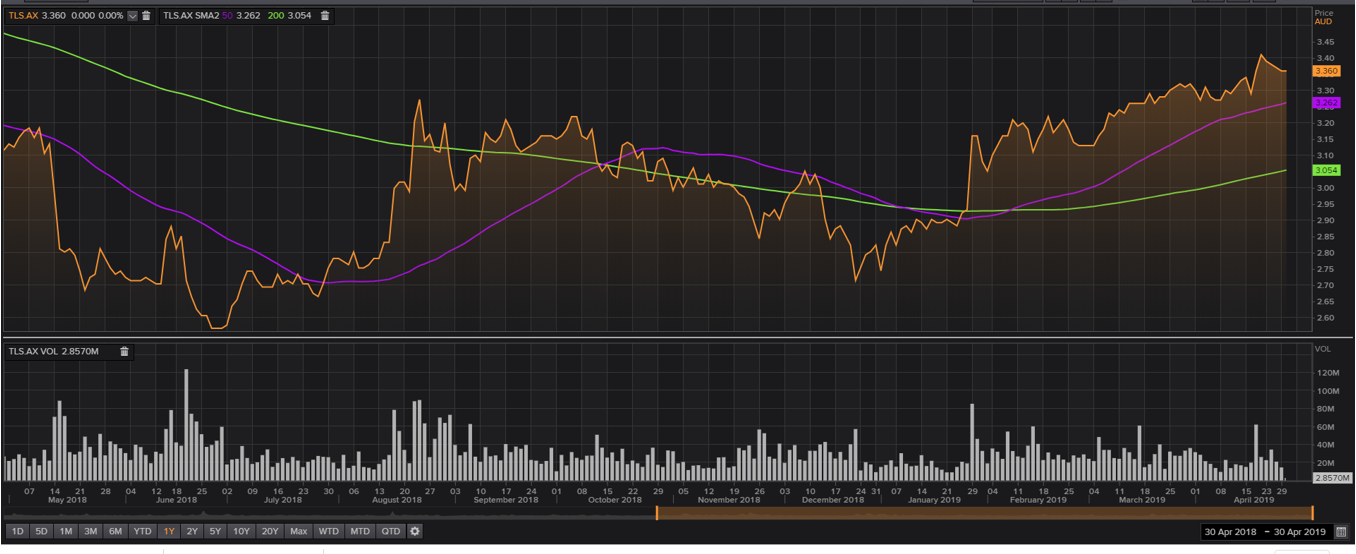 TLS.AX 3.360 0.000 0.00% TLS.AX SMA2 50 3.262 200 3.054
Price
AUD
3.45
3.40
3.360
3.30
3.262
3.20
3.15
3.10
3.054
3.00
2.95
2.90
2.85
2.80
2.75
2.70
2.65
2.60
TLS.AX VOL 2.8570M
VOL
120M
100M
80M
60M
40M
20M
2.8570M
07 14 21 28 04 12 18 25 02 09 16 23 30 06 13 20 27 03 10 17 24 01 08 15 22 29 05 12 19 26 03 10 17 24 31 07 14 21 29 04 11 18 25 04 11 18 25 01 08 15 23 29
May 2018 June 2018 July 2018 August 2018 September 2018 October 2018 November 2018 December 2018 January 2019 February 2019 March 2019 April 2019
1D 5D 1M 3M 6M YTD 1Y 2Y 5Y 10Y 20Y Max WTD MTD QTD
30 Apr 2018 - 30 Apr 2019